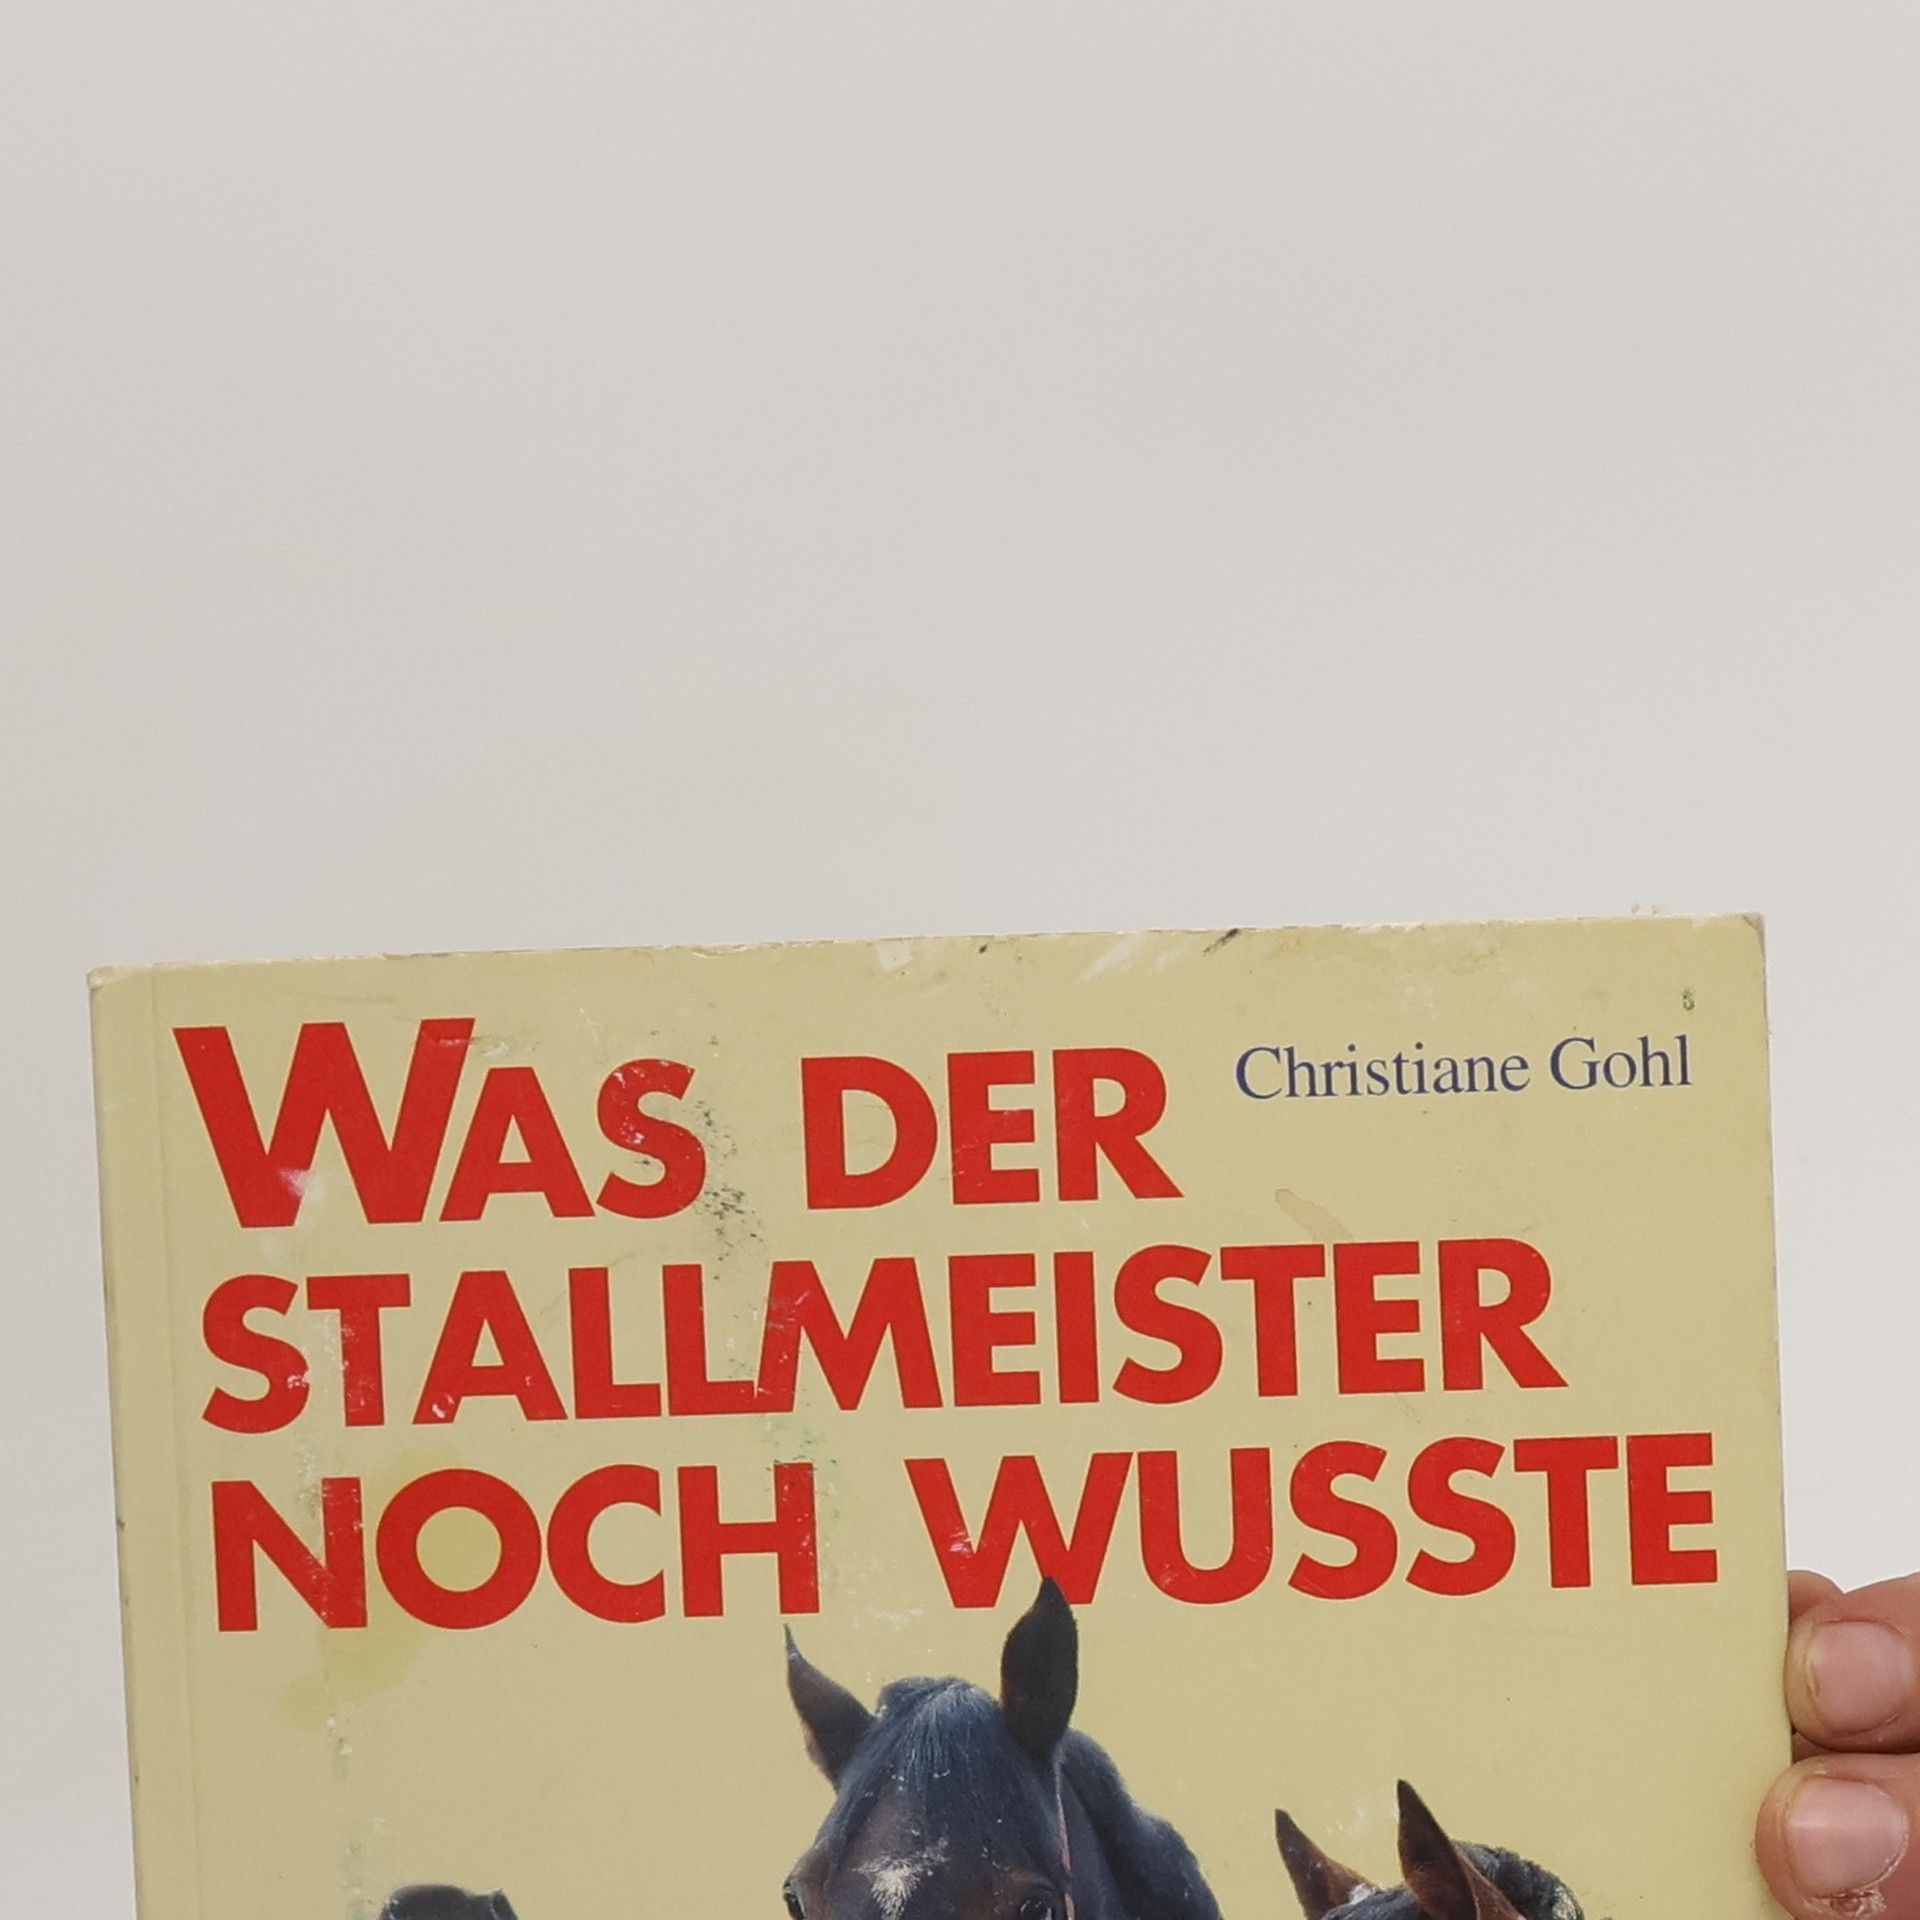 WAS DER
Christiane Gohl
STALLMEISTER
NOCH WUSSTE